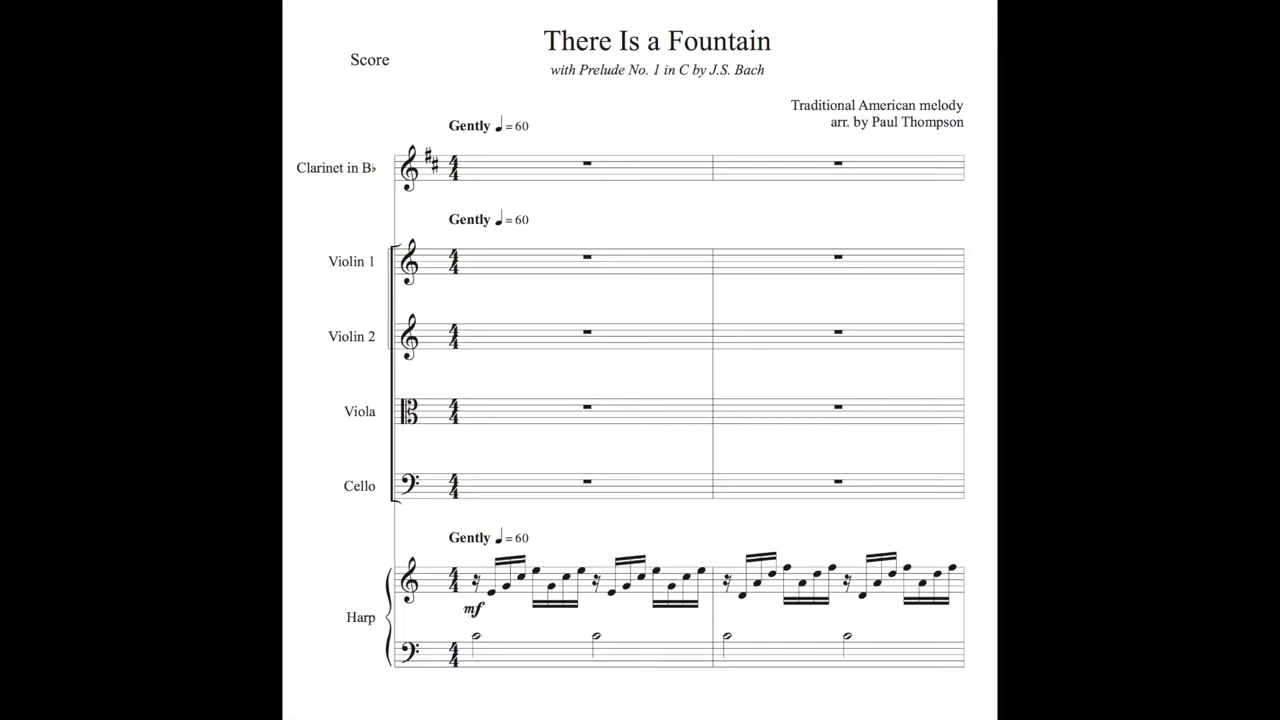 There Is a Fountain
Score
with Prelude No. 1 in C by J.S. Bach
Traditional American melody
arr. by Paul Thompson
Gently ♩ = 60
Clarinet in B♭
Gently ♩ = 60
Violin 1
Violin 2
Viola
Cello
Gently ♩ = 60
mf
Harp